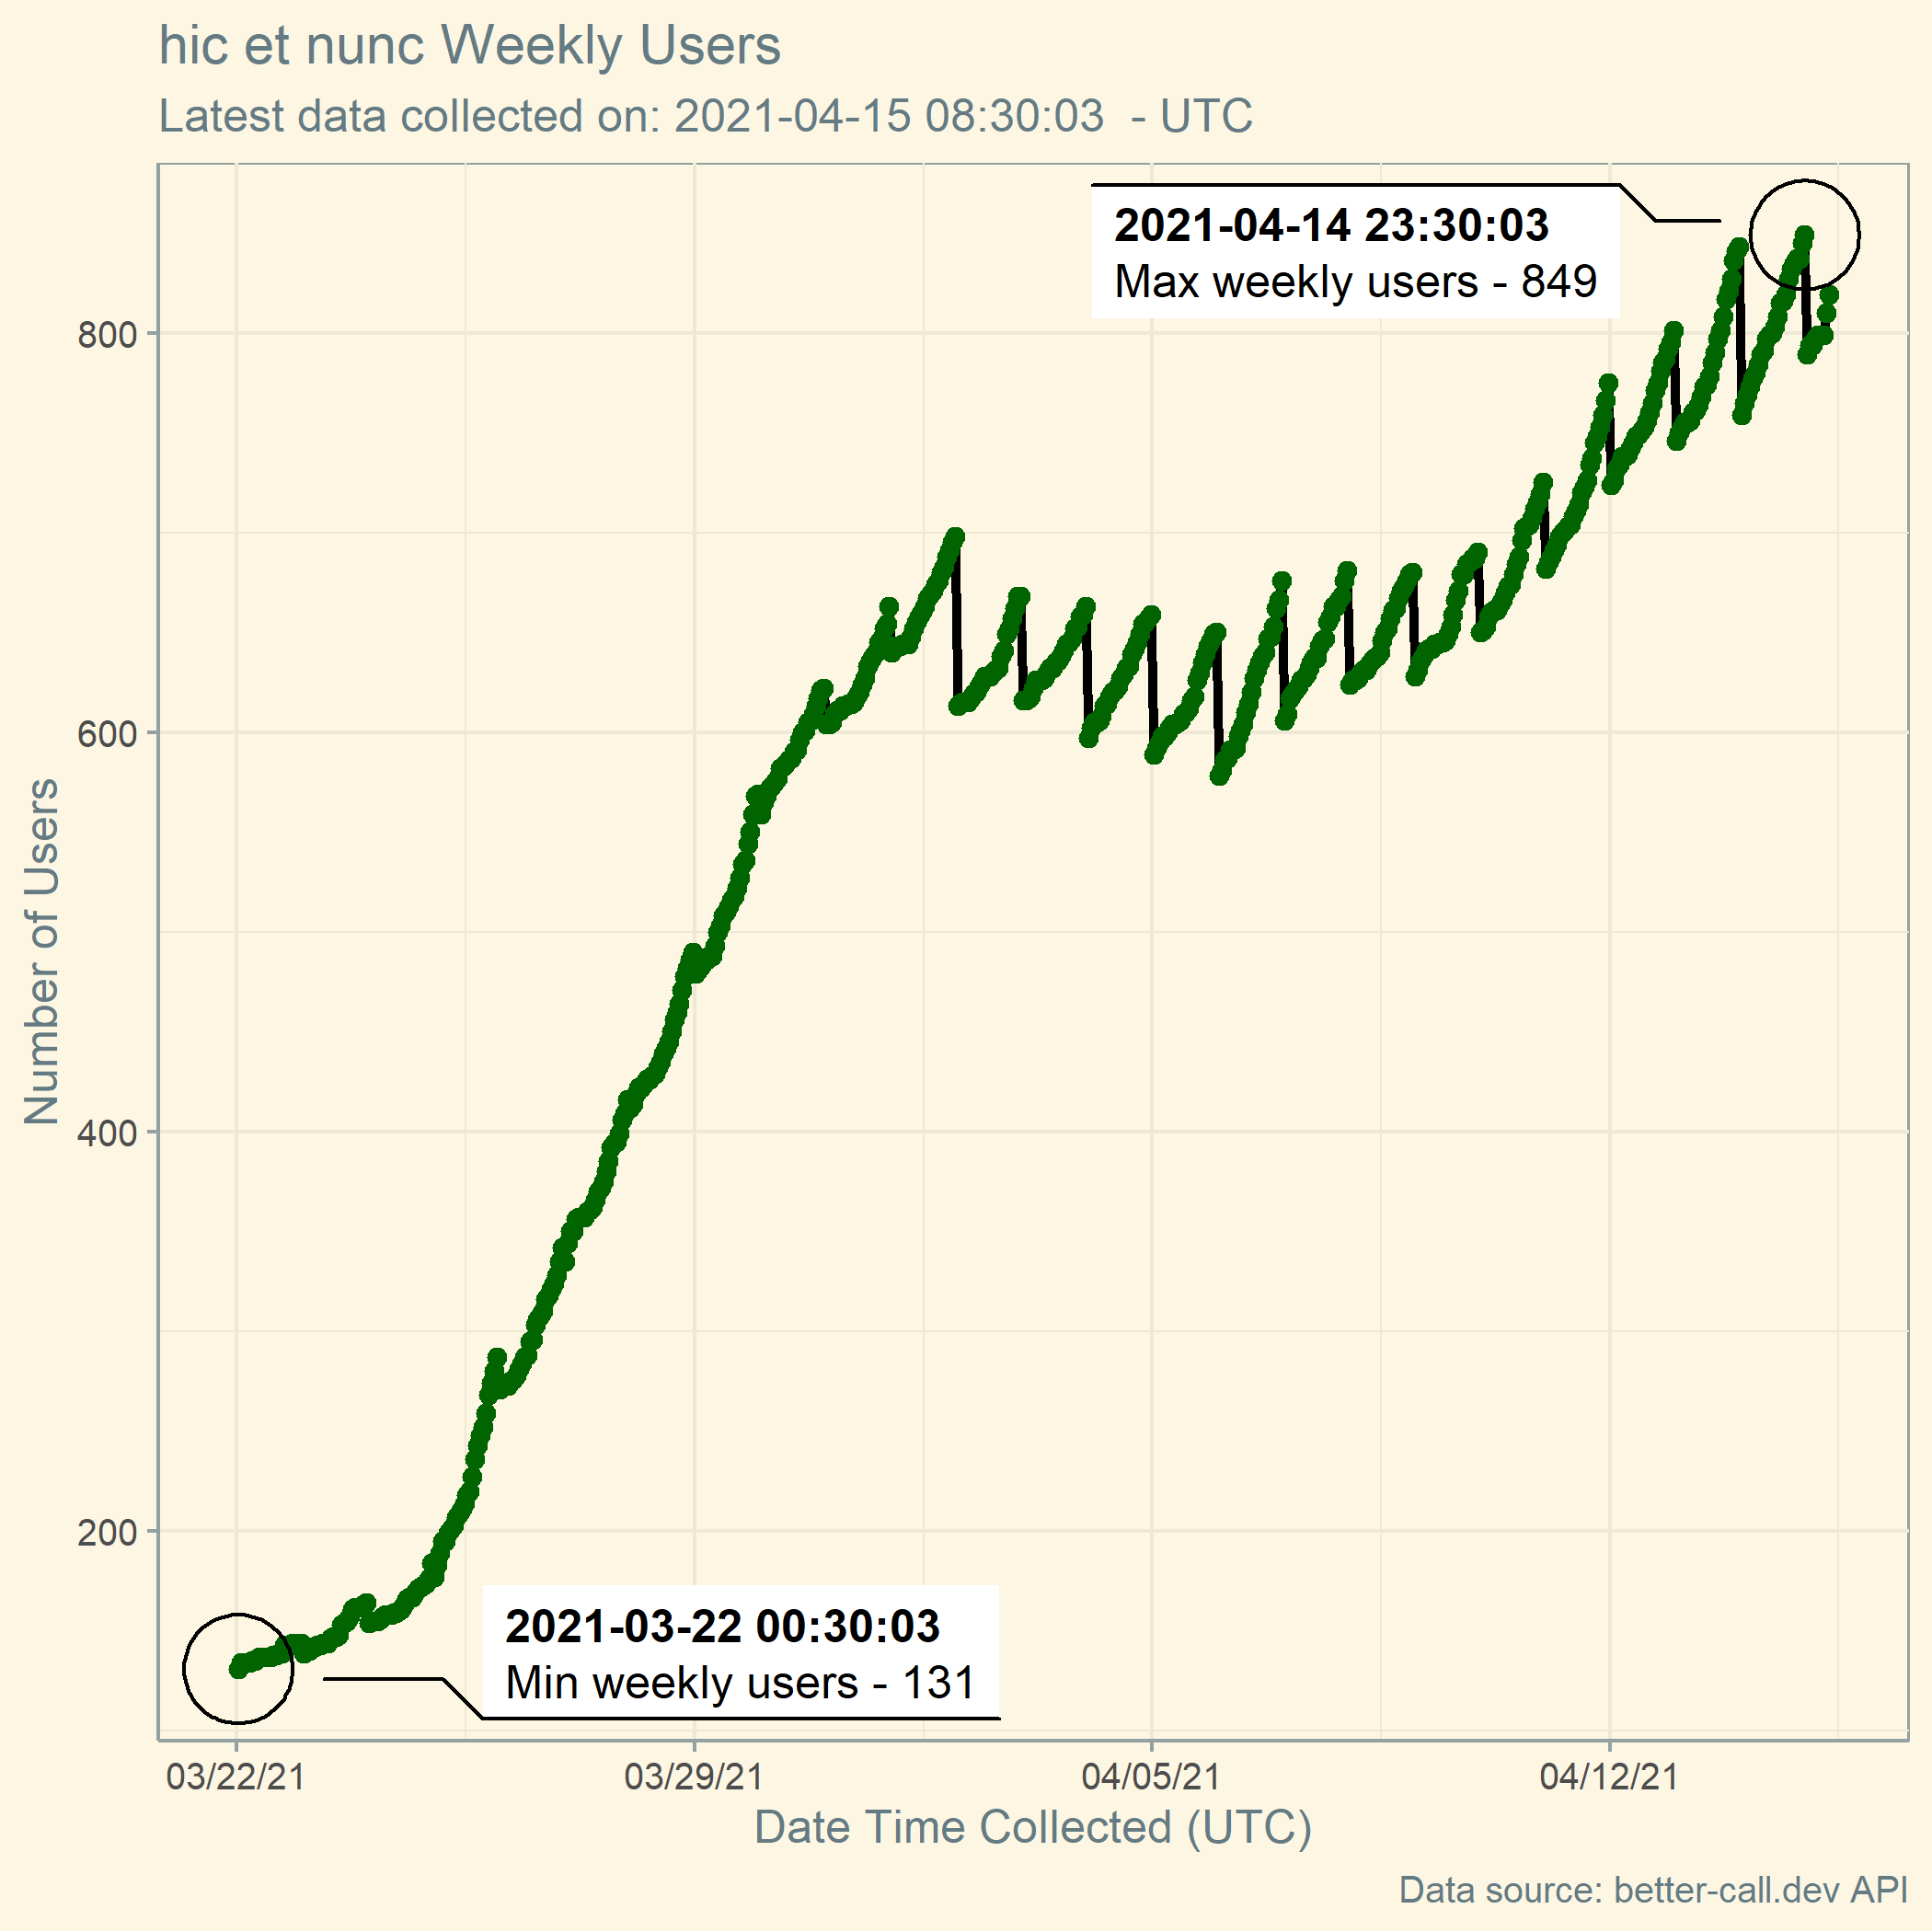 hic et nunc Weekly Users
Latest data collected on: 2021-04-15 08:30:03  - UTC
2021-04-14 23:30:03
Max weekly users - 849
800
600
400
200
Number of Users
2021-03-22 00:30:03
Min weekly users - 131
03/22/21
03/29/21
04/05/21
04/12/21
Date Time Collected (UTC)
Data source: better-call.dev API